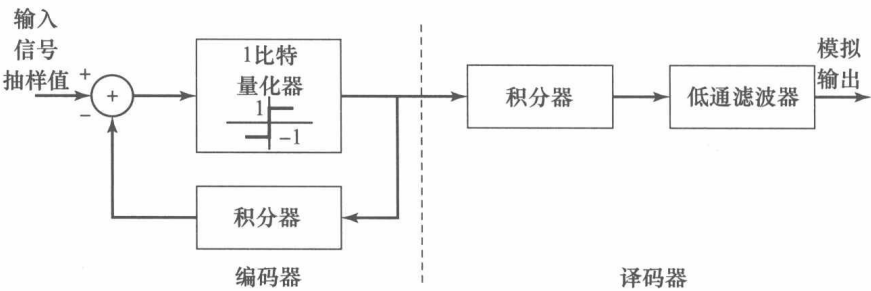 输入
信号
抽样值
+
−
+
1比特
量化器
1
−1
积分器
编码器
积分器
低通滤波器
模拟
输出
译码器